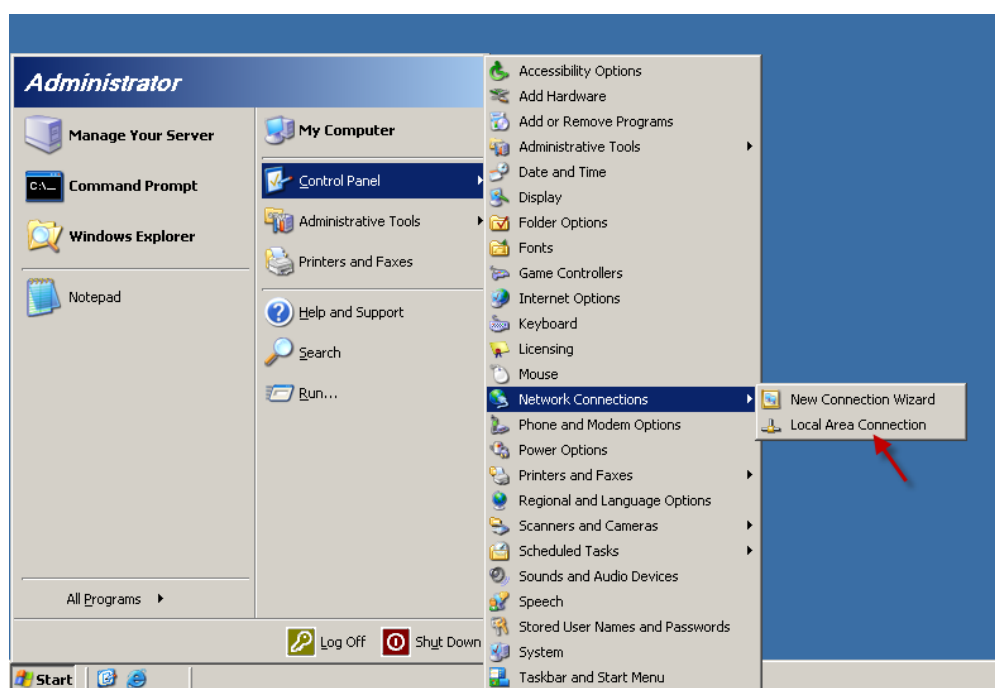 Administrator
Manage Your Server
Command Prompt
Windows Explorer
Notepad
All Programs
My Computer
Control Panel
Administrative Tools
Printers and Faxes
Help and Support
Search
Run...
Log Off
Shut Down
Accessibility Options
Add Hardware
Add or Remove Programs
Administrative Tools
Date and Time
Display
Folder Options
Fonts
Game Controllers
Internet Options
Keyboard
Licensing
Mouse
Network Connections
Phone and Modem Options
Power Options
Printers and Faxes
Regional and Language Options
Scanners and Cameras
Scheduled Tasks
Sounds and Audio Devices
Speech
Stored User Names and Passwords
System
Taskbar and Start Menu
New Connection Wizard
Local Area Connection
Start